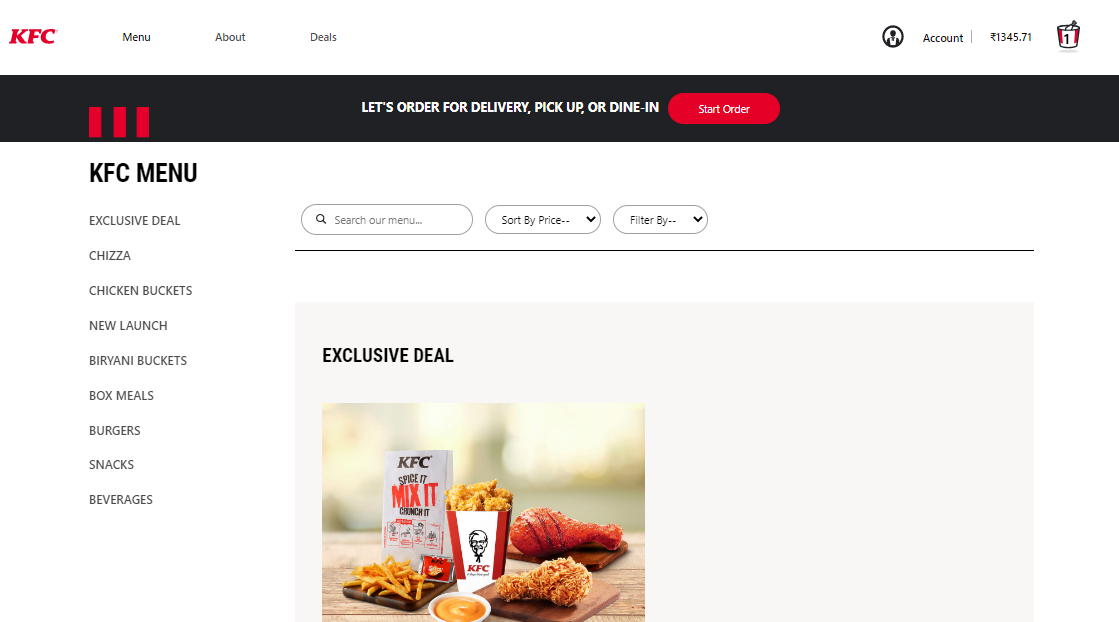 KFC
Menu
About
Deals
Account
₹1345.71
1
LET'S ORDER FOR DELIVERY, PICK UP, OR DINE-IN
Start Order
KFC MENU
EXCLUSIVE DEAL
CHIZZA
CHICKEN BUCKETS
NEW LAUNCH
BIRYANI BUCKETS
BOX MEALS
BURGERS
SNACKS
BEVERAGES
Search our menu...
Sort By Price--
Filter By--
EXCLUSIVE DEAL
KFC
SPICE IT
MIX IT
CRUNCH IT
KFC